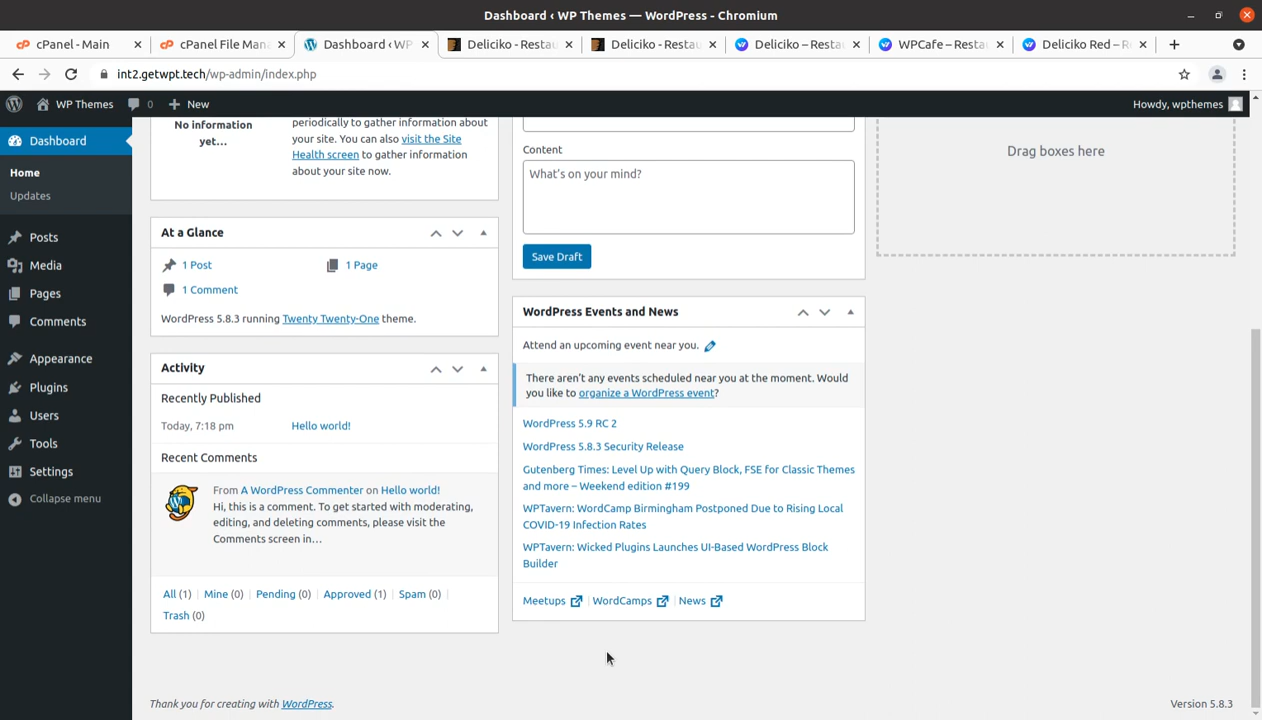 Dashboard ‹ WP Themes — WordPress - Chromium
cPanel - Main
cPanel File Man
Dashboard ‹ WP
Deliciko - Restau
Deliciko - Restau
Deliciko – Resta
WPCafe – Resta
Deliciko Red – R
int2.getwpt.tech/wp-admin/index.php
WP Themes
0
New
Howdy, wpthemes
Dashboard
Home
Updates
Posts
Media
Pages
Comments
Appearance
Plugins
Users
Tools
Settings
Collapse menu
No information
yet...
periodically to gather information
about your site. You can also visit the Site
Health screen to gather information
about your site now.
At a Glance
1 Post
1 Page
1 Comment
WordPress 5.8.3 running Twenty Twenty-One theme.
Activity
Recently Published
Today, 7:18 pm
Hello world!
Recent Comments
From A WordPress Commenter on Hello world!
Hi, this is a comment. To get started with moderating,
editing, and deleting comments, please visit the
Comments screen in…
All (1) | Mine (0) | Pending (0) | Approved (1) | Spam (0) |
Trash (0)
Content
What's on your mind?
Save Draft
WordPress Events and News
Attend an upcoming event near you.
There aren't any events scheduled near you at the moment. Would
you like to organize a WordPress event?
WordPress 5.9 RC 2
WordPress 5.8.3 Security Release
Gutenberg Times: Level Up with Query Block, FSE for Classic Themes
and more – Weekend edition #199
WPTavern: WordCamp Birmingham Postponed Due to Rising Local
COVID-19 Infection Rates
WPTavern: Wicked Plugins Launches UI-Based WordPress Block
Builder
Meetups | WordCamps | News
Drag boxes here
Thank you for creating with WordPress.
Version 5.8.3